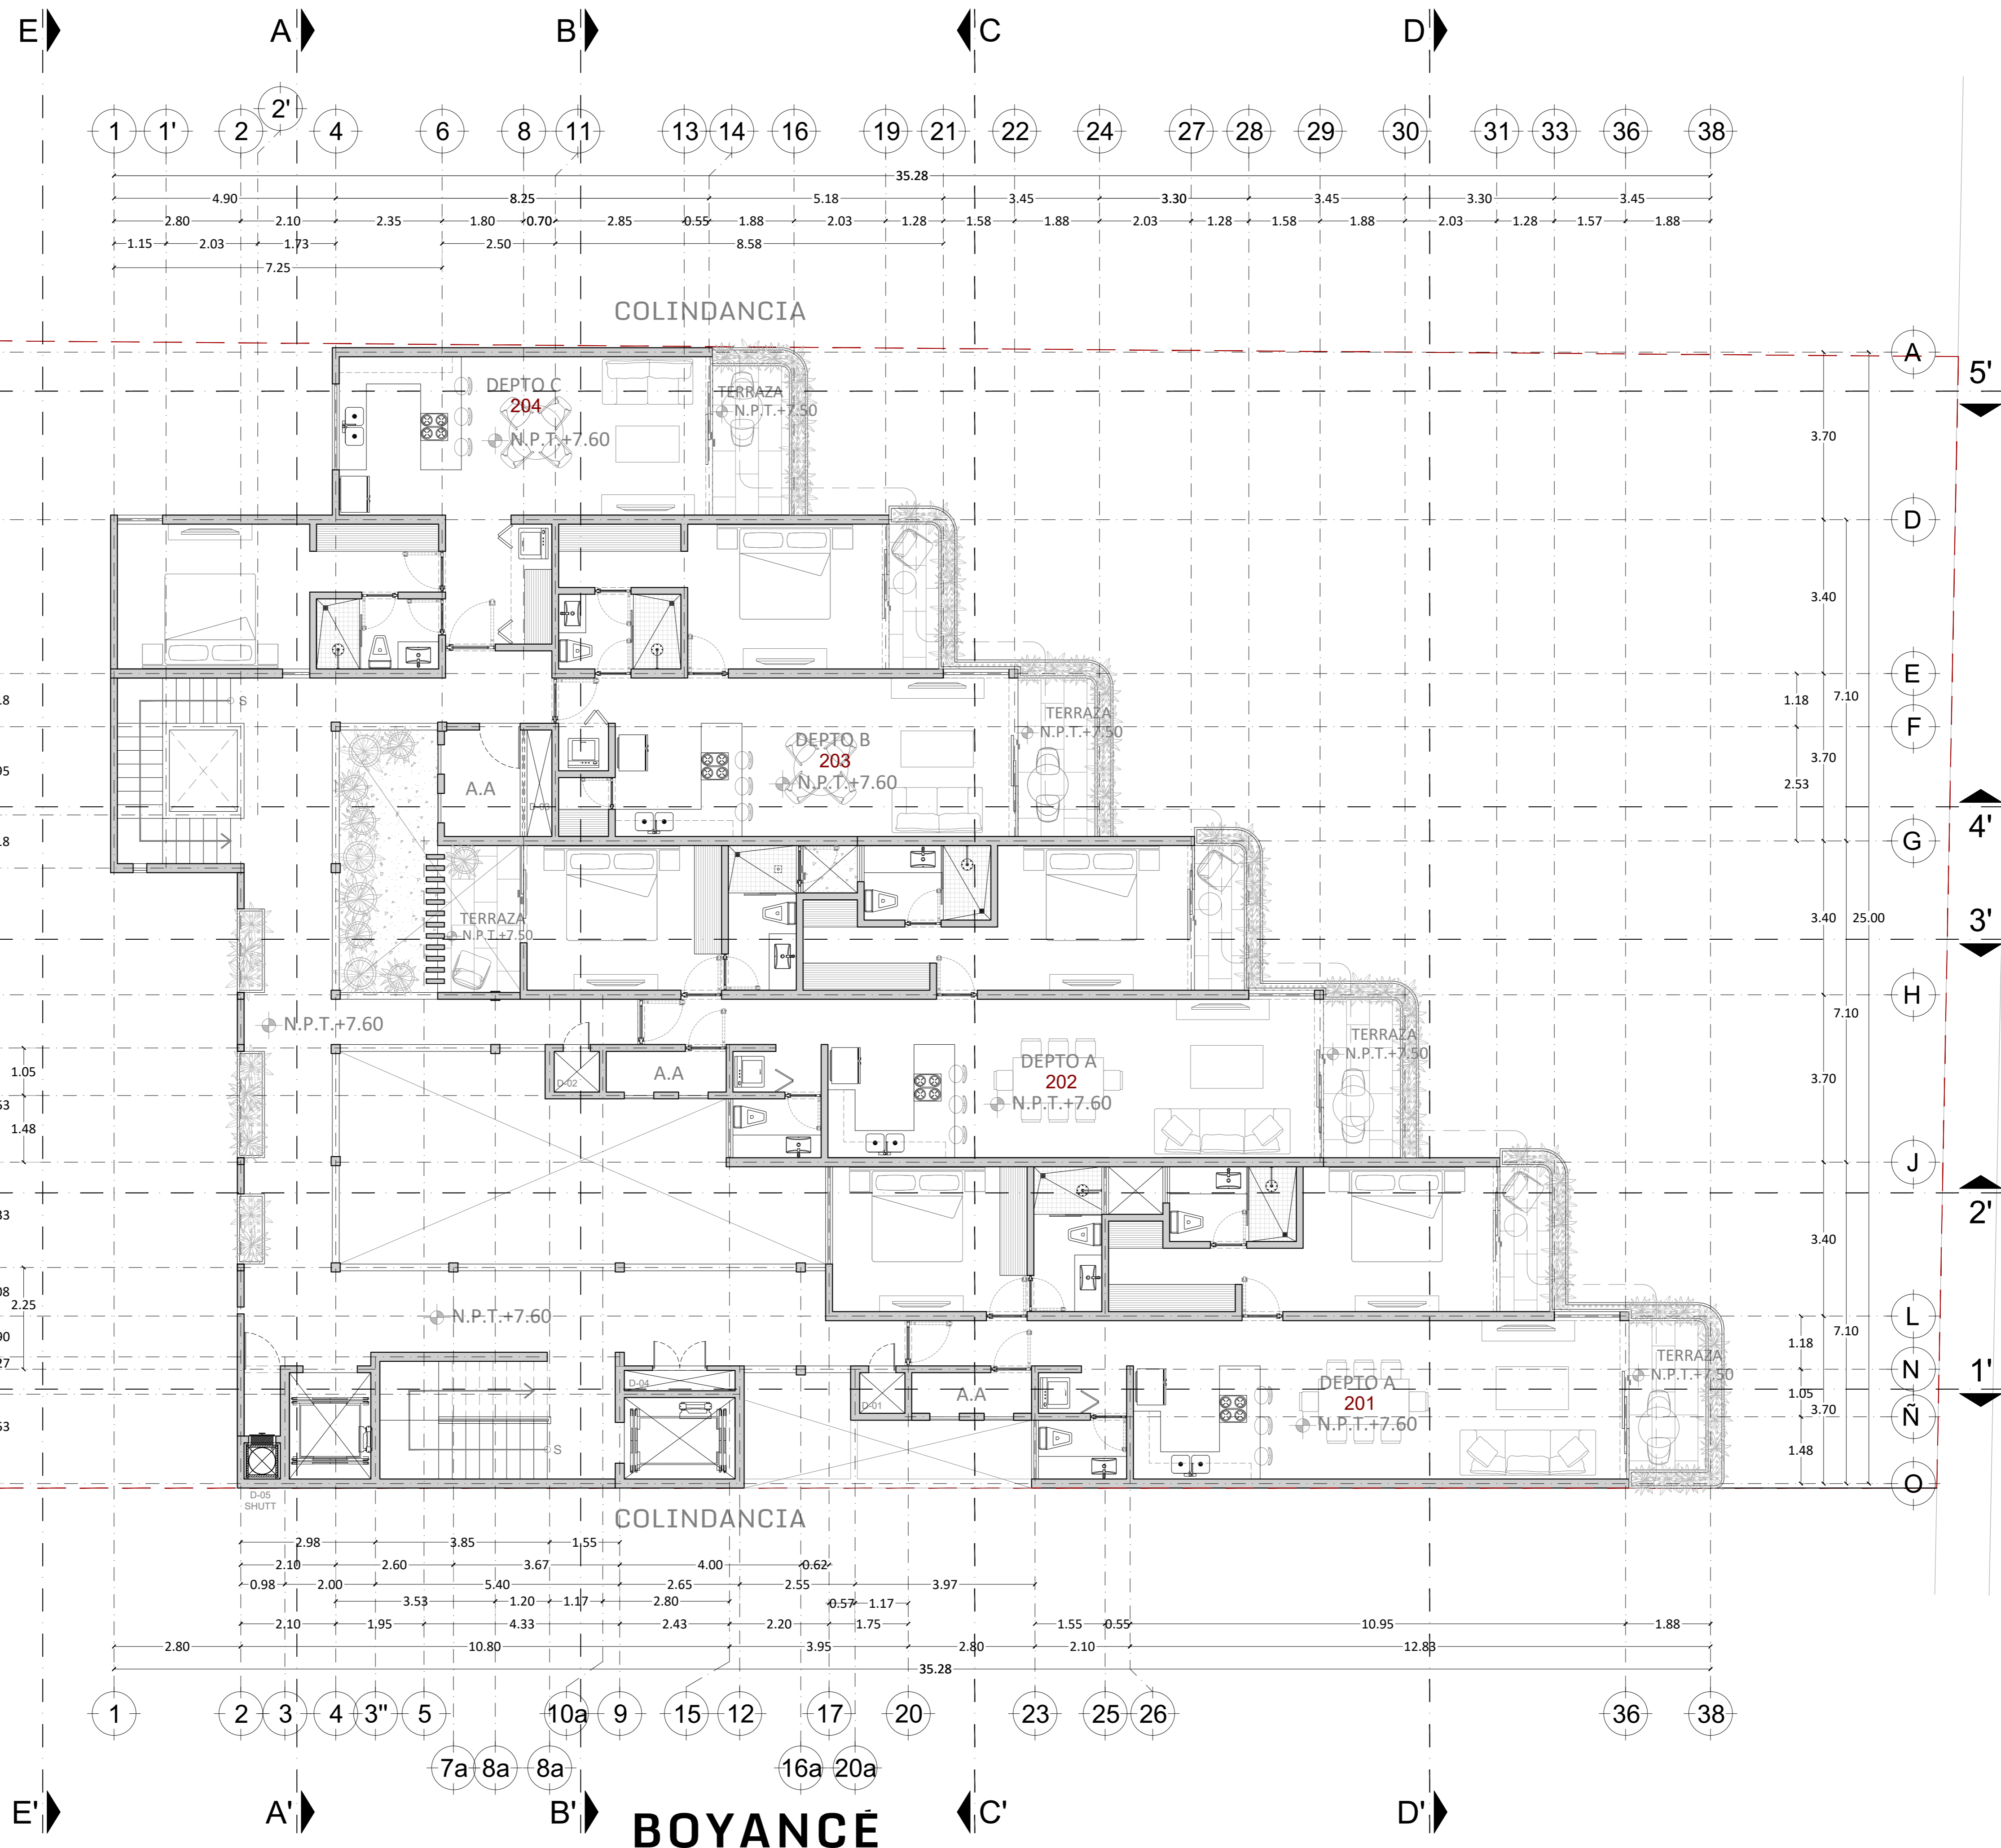 E A B C D
2'
1 1' 2 4 6 8 11 13 14 16 19 21 22 24 27 28 29 30 31 33 36 38
35.28
4.90 8.25 5.18 3.45 3.30 3.45 3.30 3.45
2.80 2.10 2.35 1.80 0.70 2.85 0.55 1.88 2.03 1.28 1.58 1.88 2.03 1.28 1.58 1.88 2.03 1.28 1.57 1.88
1.15 2.03 1.73 2.50 8.58
7.25
COLINDANCIA
A
5'
DEPTO C
204
N.P.T.+7.60
TERRAZA
N.P.T.+7.50
3.70
D
3.40
E
S
1.18 7.10
TERRAZA
N.P.T.+7.50
F
DEPTO B
203
N.P.T.+7.60
3.70
2.53
A.A
D-03
4'
G
TERRAZA
N.P.T.+7.50
3.40 25.00
3'
H
N.P.T.+7.60
7.10
TERRAZA
N.P.T.+7.50
1.05
1.48
D-02
A.A
DEPTO A
202
N.P.T.+7.60
3.70
J
2'
3.40
2.25
N.P.T.+7.60
L
1.18 7.10
TERRAZA
N.P.T.+7.50
N
1'
D-04
D-01
A.A
DEPTO A
201
N.P.T.+7.60
1.05
3.70
Ñ
1.48
S
O
D-05
SHUTT
COLINDANCIA
2.98 3.85 1.55
2.10 2.60 3.67 4.00 0.62
0.98 2.00 5.40 2.65 2.55 3.97
3.53 1.20 1.17 2.80 0.57 1.17
2.10 1.95 4.33 2.43 2.20 1.75 1.55 0.55 10.95 1.88
2.80 10.80 3.95 2.80 2.10 12.83
35.28
1 2 3 4 3" 5 10a 9 15 12 17 20 23 25 26 36 38
7a 8a 8a 16a 20a
E' A' B' C' D'
BOYANCÉ